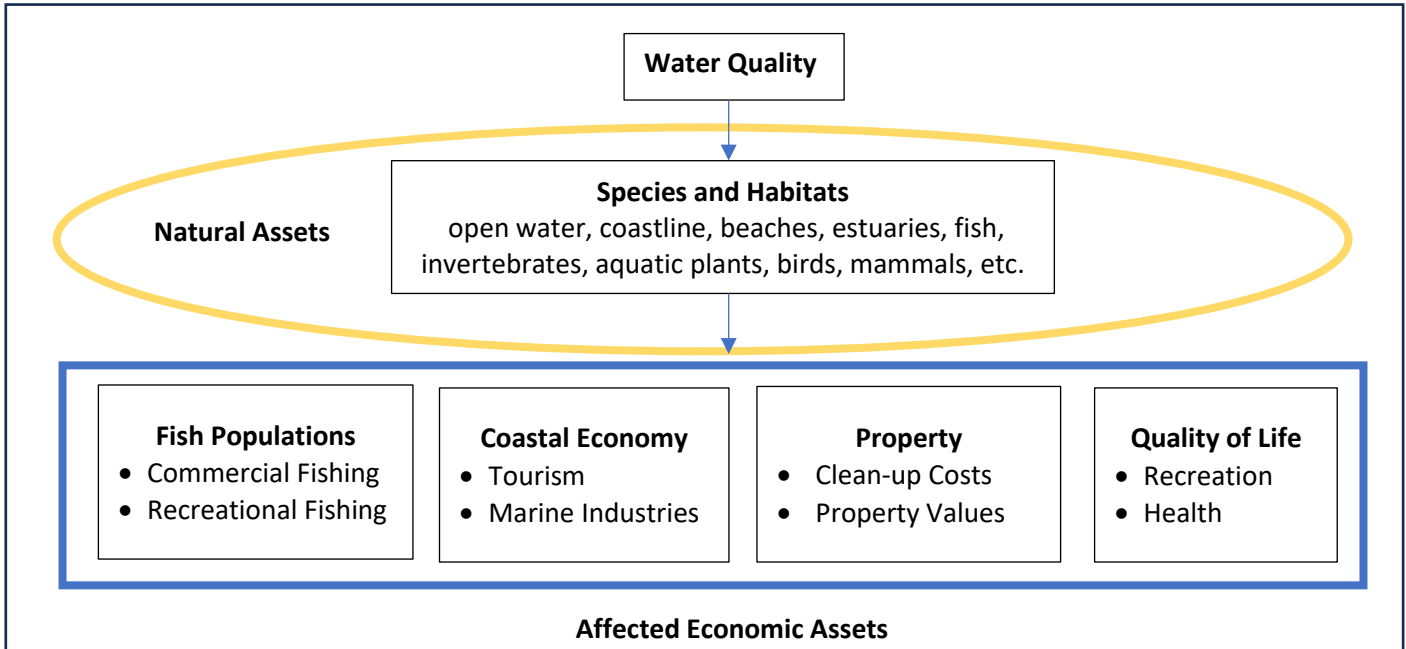 Water Quality
Natural Assets
Species and Habitats
open water, coastline, beaches, estuaries, fish,
invertebrates, aquatic plants, birds, mammals, etc.
Fish Populations
• Commercial Fishing
• Recreational Fishing
Coastal Economy
• Tourism
• Marine Industries
Property
• Clean-up Costs
• Property Values
Quality of Life
• Recreation
• Health
Affected Economic Assets